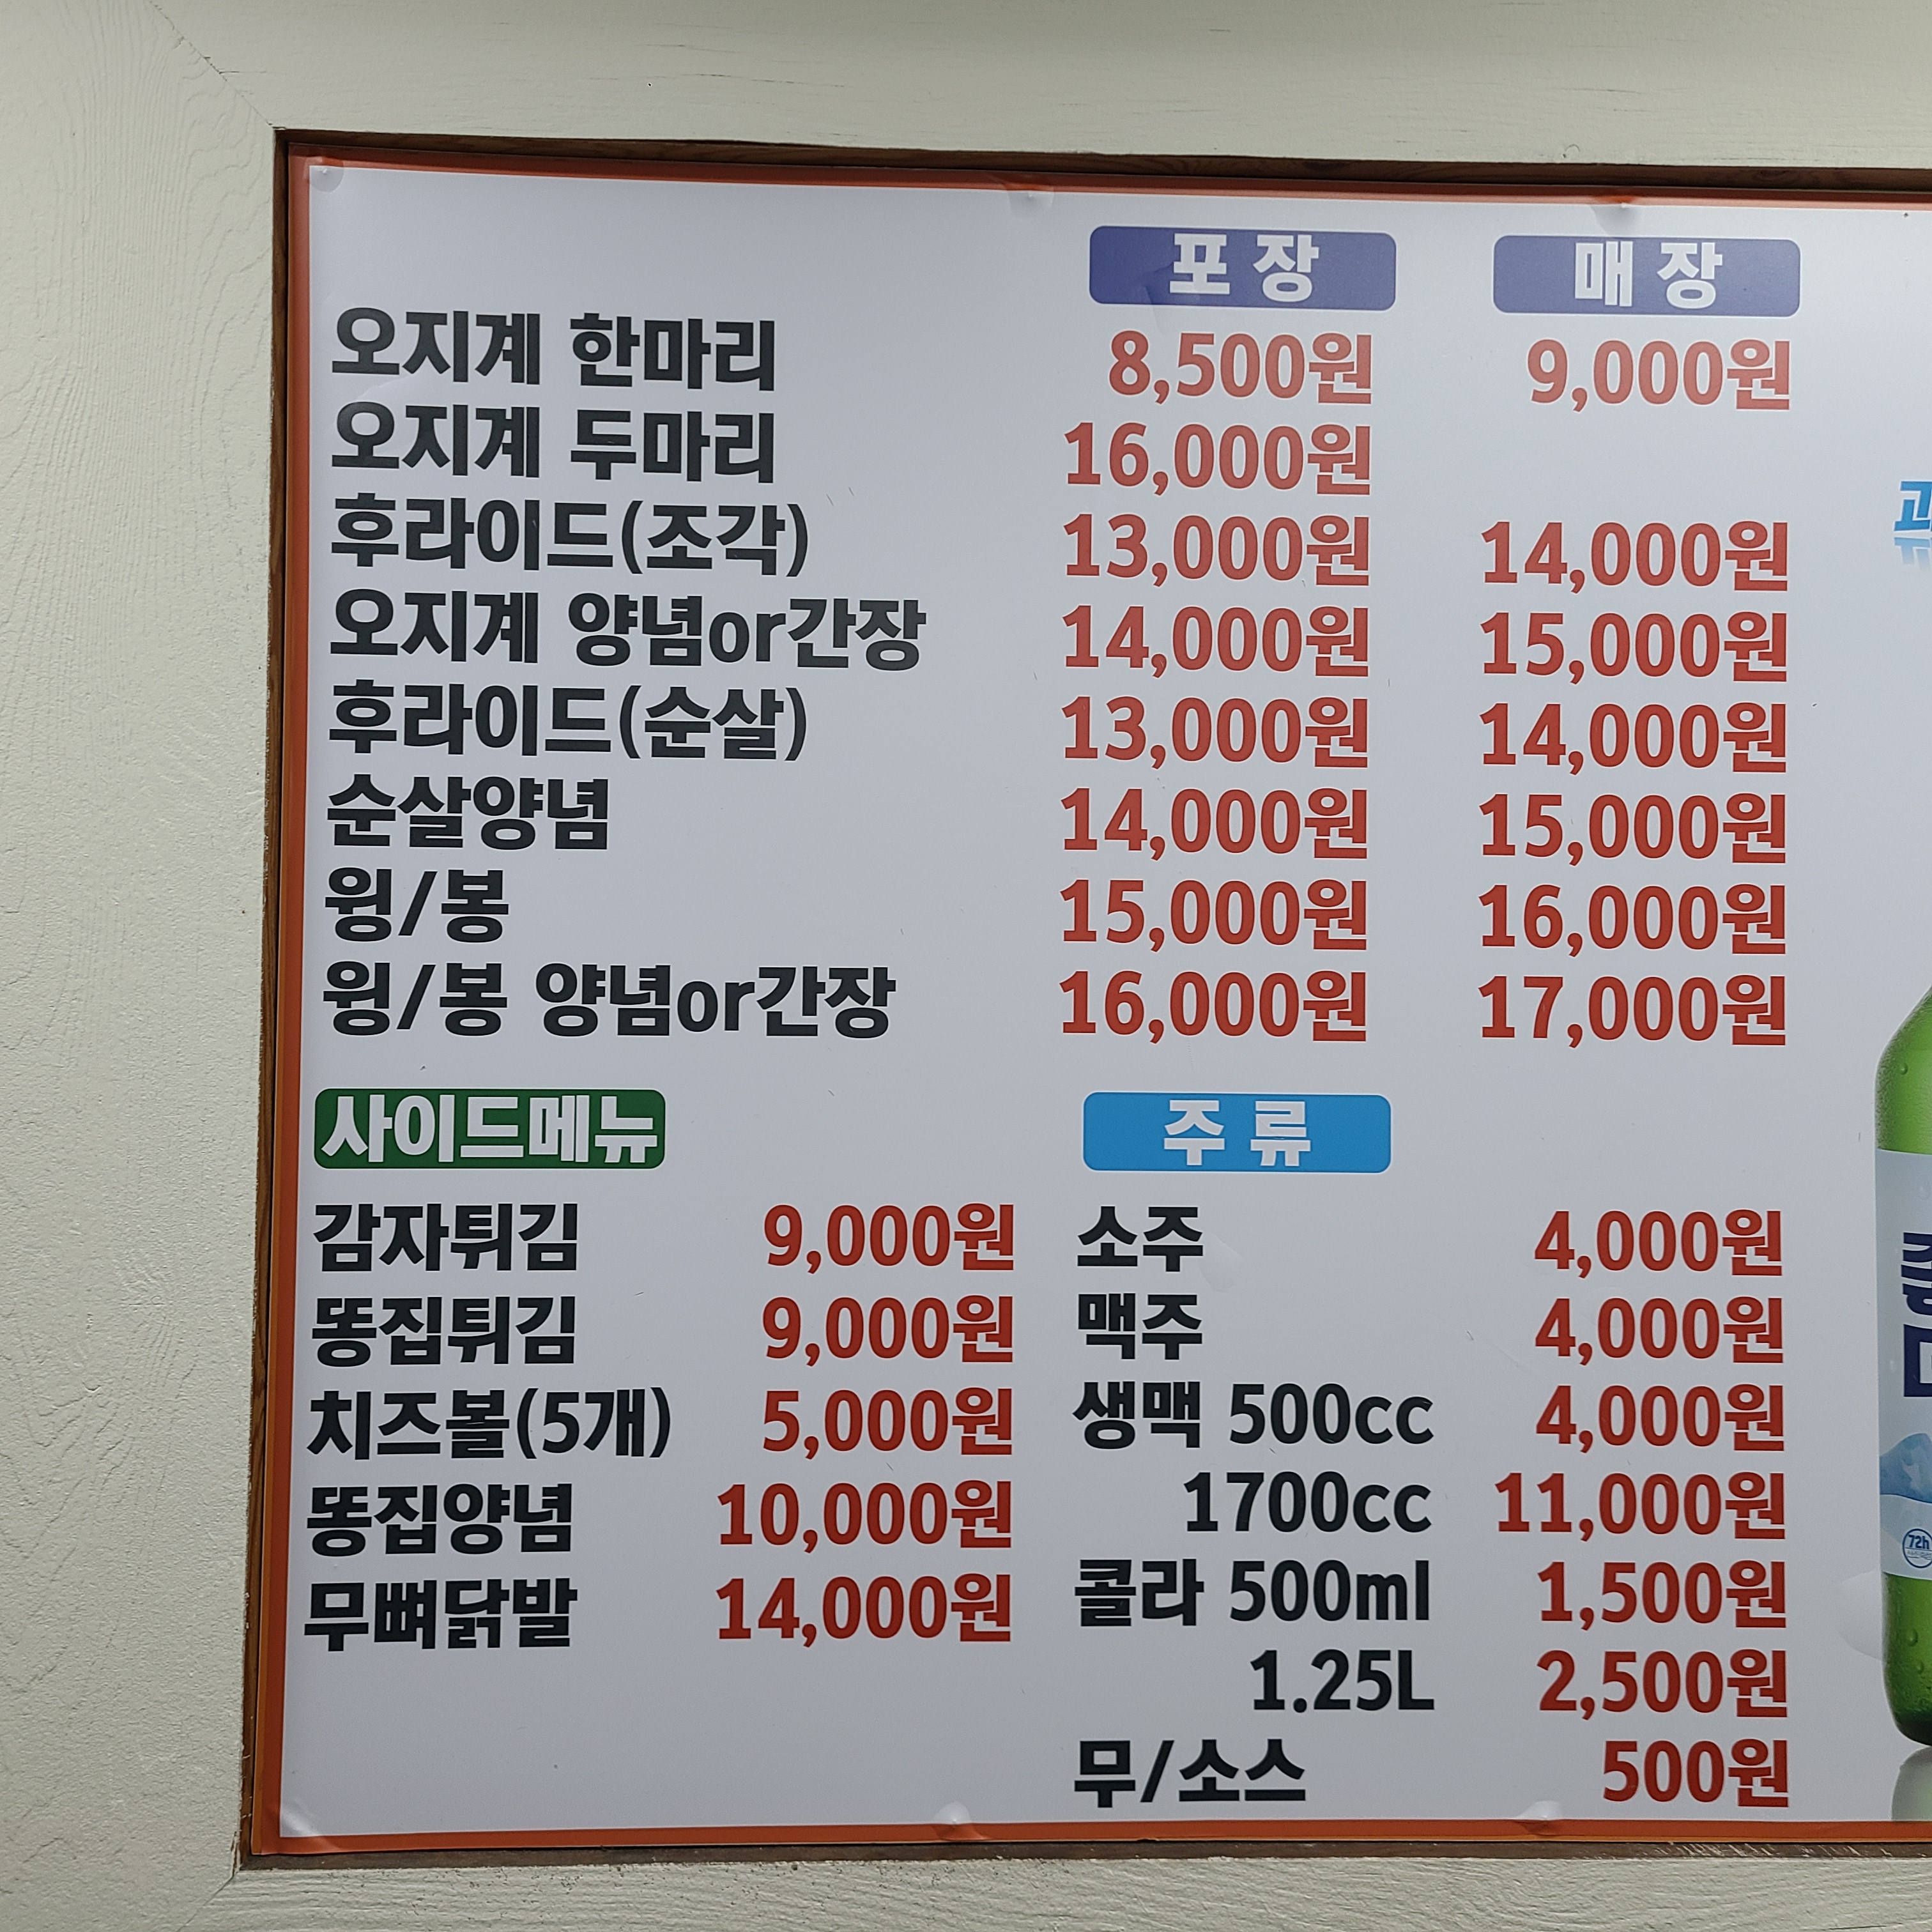 포장 매장
오지계 한마리 8,500원 9,000원
오지계 두마리 16,000원
후라이드(조각) 13,000원 14,000원
오지계 양념or간장 14,000원 15,000원
후라이드(순살) 13,000원 14,000원
순살양념 14,000원 15,000원
윙/봉 15,000원 16,000원
윙/봉 양념or간장 16,000원 17,000원
사이드메뉴 주류
감자튀김 9,000원 소주 4,000원
똥집튀김 9,000원 맥주 4,000원
치즈볼(5개) 5,000원 생맥 500cc 4,000원
똥집양념 10,000원 1700cc 11,000원
무뼈닭발 14,000원 콜라 500ml 1,500원
1.25L 2,500원
무/소스 500원
72h